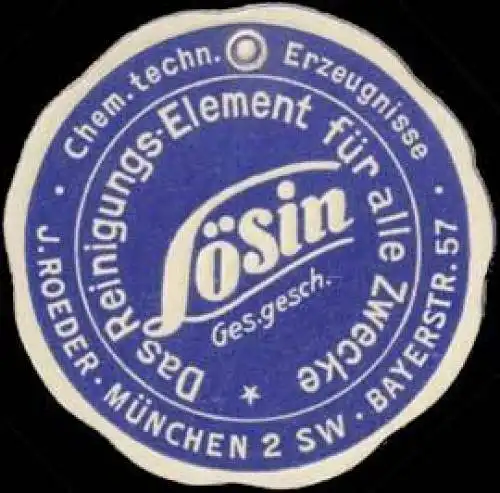 Chem. techn. Erzeugnisse
Das Reinigungs-Element für alle Zwecke
Lösin
Ges. gesch.
J. ROEDER · MÜNCHEN 2 SW · BAYERSTR. 57